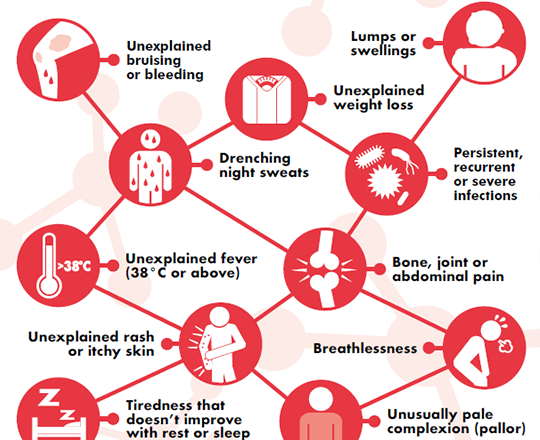 Unexplained
bruising
or bleeding
Lumps or
swellings
Unexplained
weight loss
Drenching
night sweats
Persistent,
recurrent
or severe
infections
>38°C
Unexplained fever
(38°C or above)
Bone, joint or
abdominal pain
Unexplained rash
or itchy skin
Breathlessness
Z
Z
Tiredness that
doesn't improve
with rest or sleep
Unusually pale
complexion (pallor)